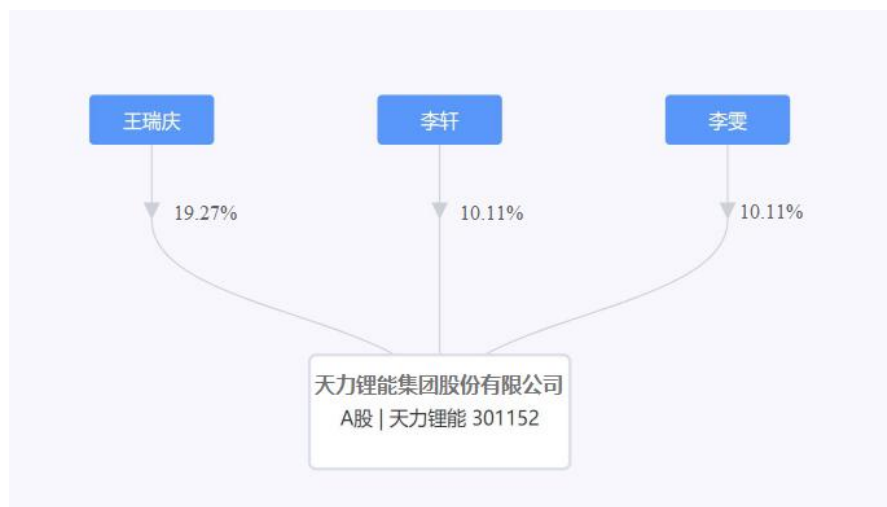 王瑞庆
李轩
李雯
19.27%
10.11%
10.11%
天力锂能集团股份有限公司
A股 | 天力锂能 301152